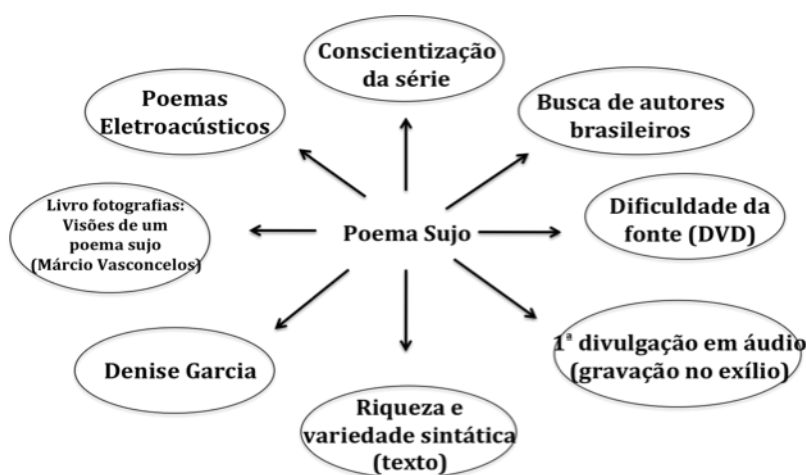 Conscientização
da série
Poemas
Eletroacústicos
Busca de autores
brasileiros
Livro fotografias:
Visões de um
poema sujo
(Márcio Vasconcelos)
Poema Sujo
Dificuldade da
fonte (DVD)
Denise Garcia
1ª divulgação em áudio
(gravação no exílio)
Riqueza e
variedade sintática
(texto)